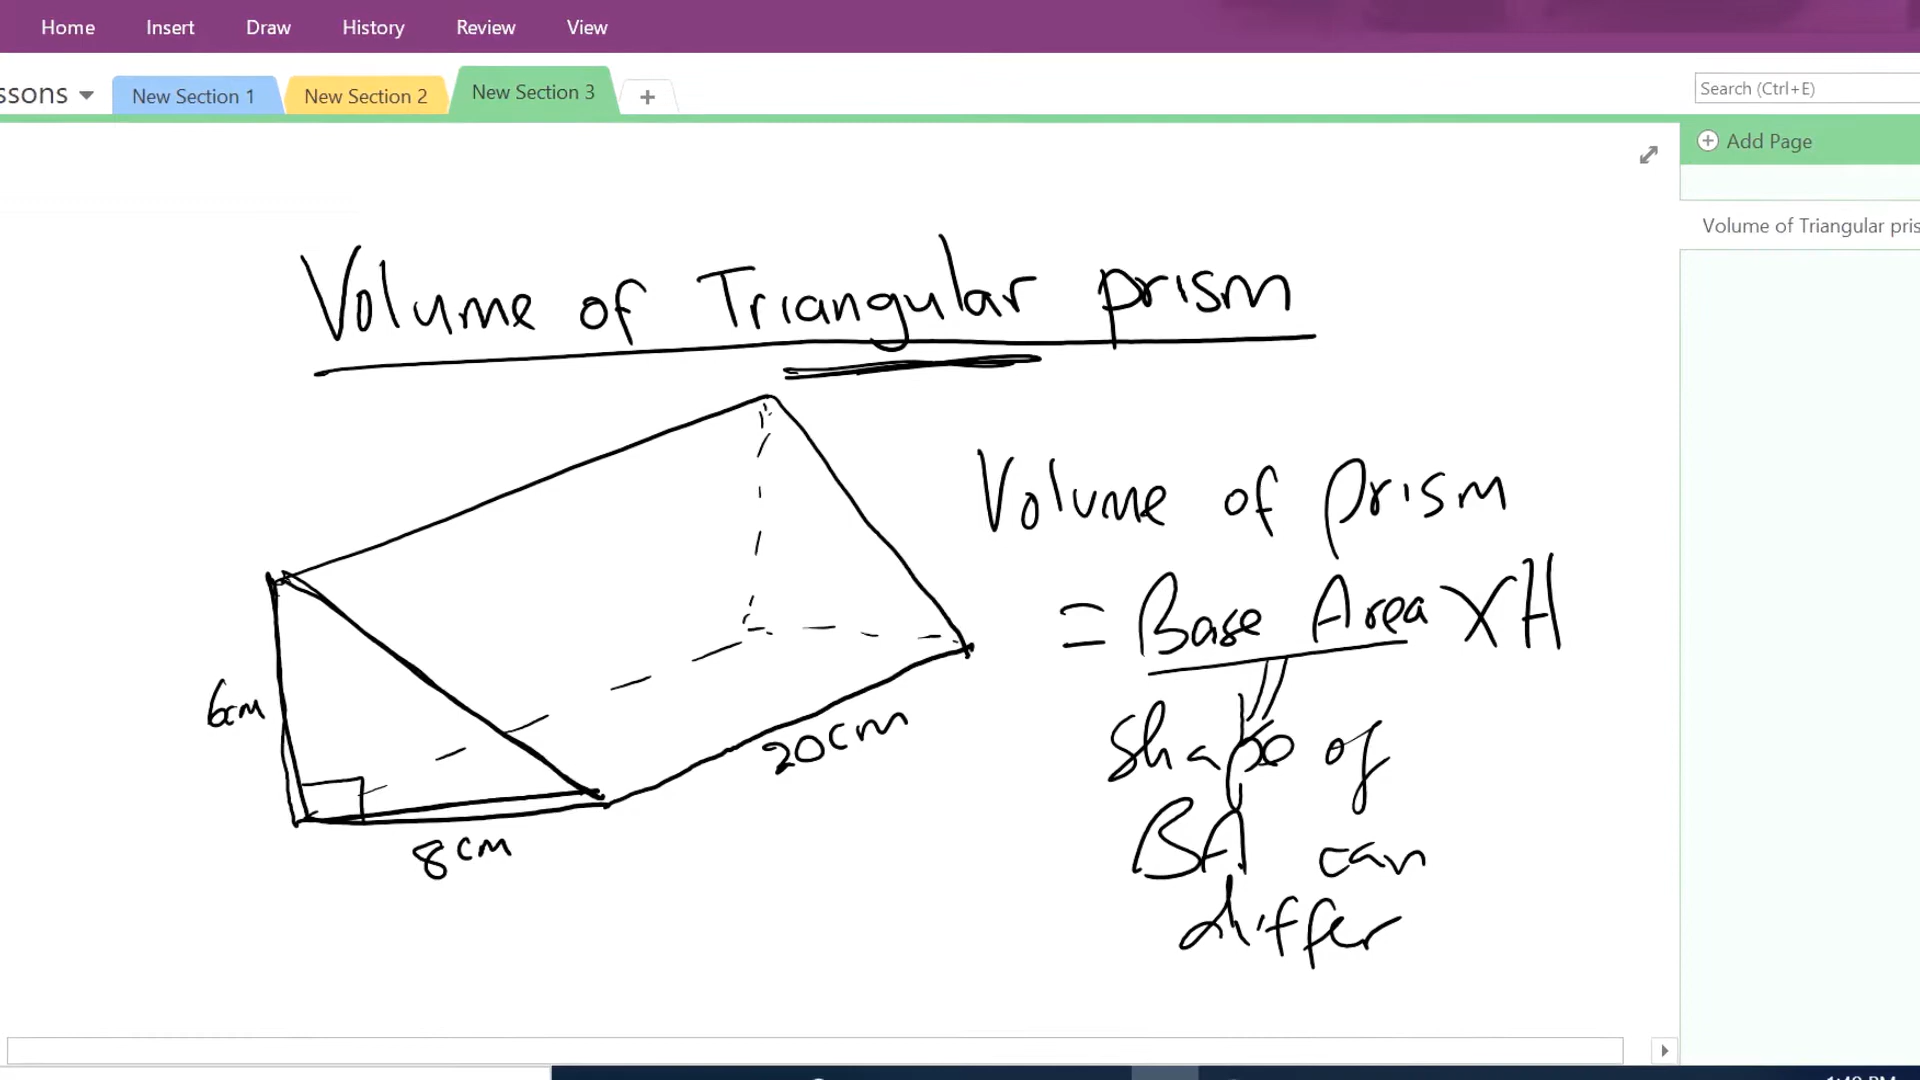 Home Insert Draw History Review View
ssons New Section 1 New Section 2 New Section 3 +
Search (Ctrl+E)
Add Page
Volume of Triangular pris
Volume of Triangular prism
Volume of prism
= Base Area X H
shape of
BA can
differ
6cm
8cm
20cm